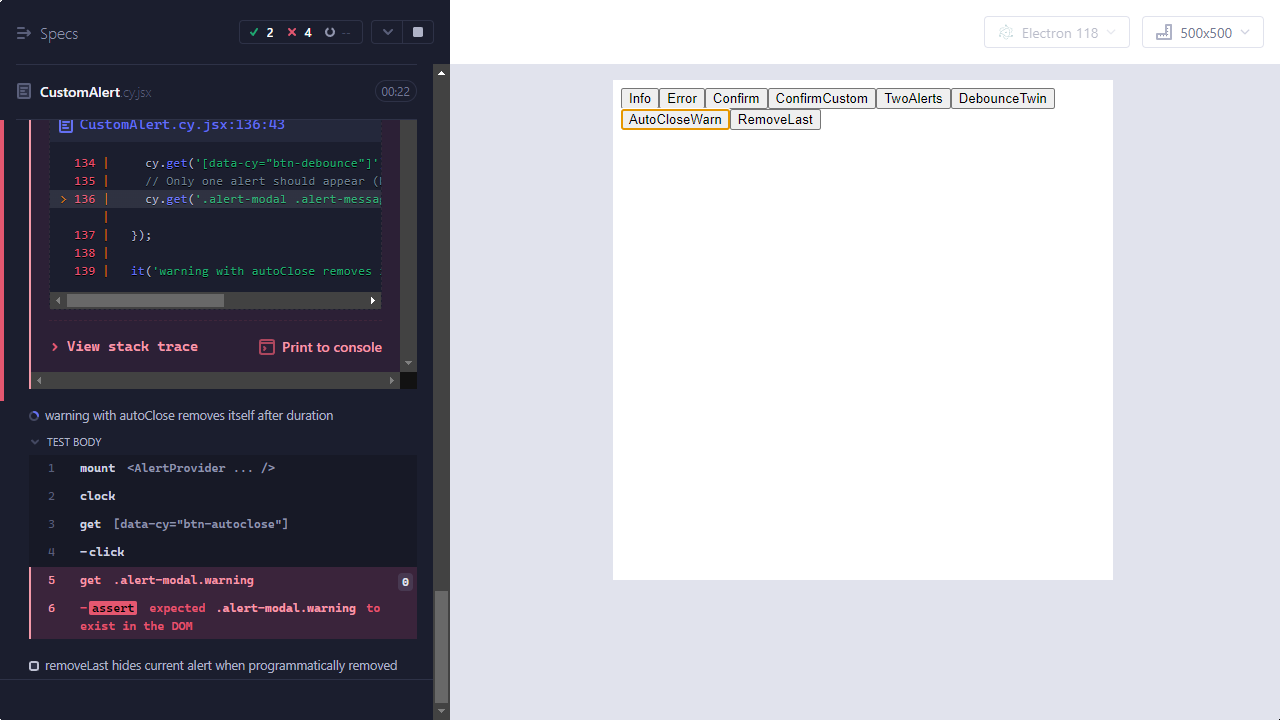 Specs
2
4
--
Electron 118
500x500
CustomAlert.cy.jsx
00:22
CustomAlert.cy.jsx:136:43
134 | cy.get('[data-cy="btn-debounce"]'
135 | // Only one alert should appear (
> 136 | cy.get('.alert-modal .alert-messa
|
137 | });
138 |
139 | it('warning with autoClose removes
View stack trace
Print to console
warning with autoClose removes itself after duration
TEST BODY
1 mount <AlertProvider ... />
2 clock
3 get [data-cy="btn-autoclose"]
4 -click
5 get .alert-modal.warning 0
6 -assert expected .alert-modal.warning to
exist in the DOM
removeLast hides current alert when programmatically removed
Info Error Confirm ConfirmCustom TwoAlerts DebounceTwin
AutoCloseWarn RemoveLast